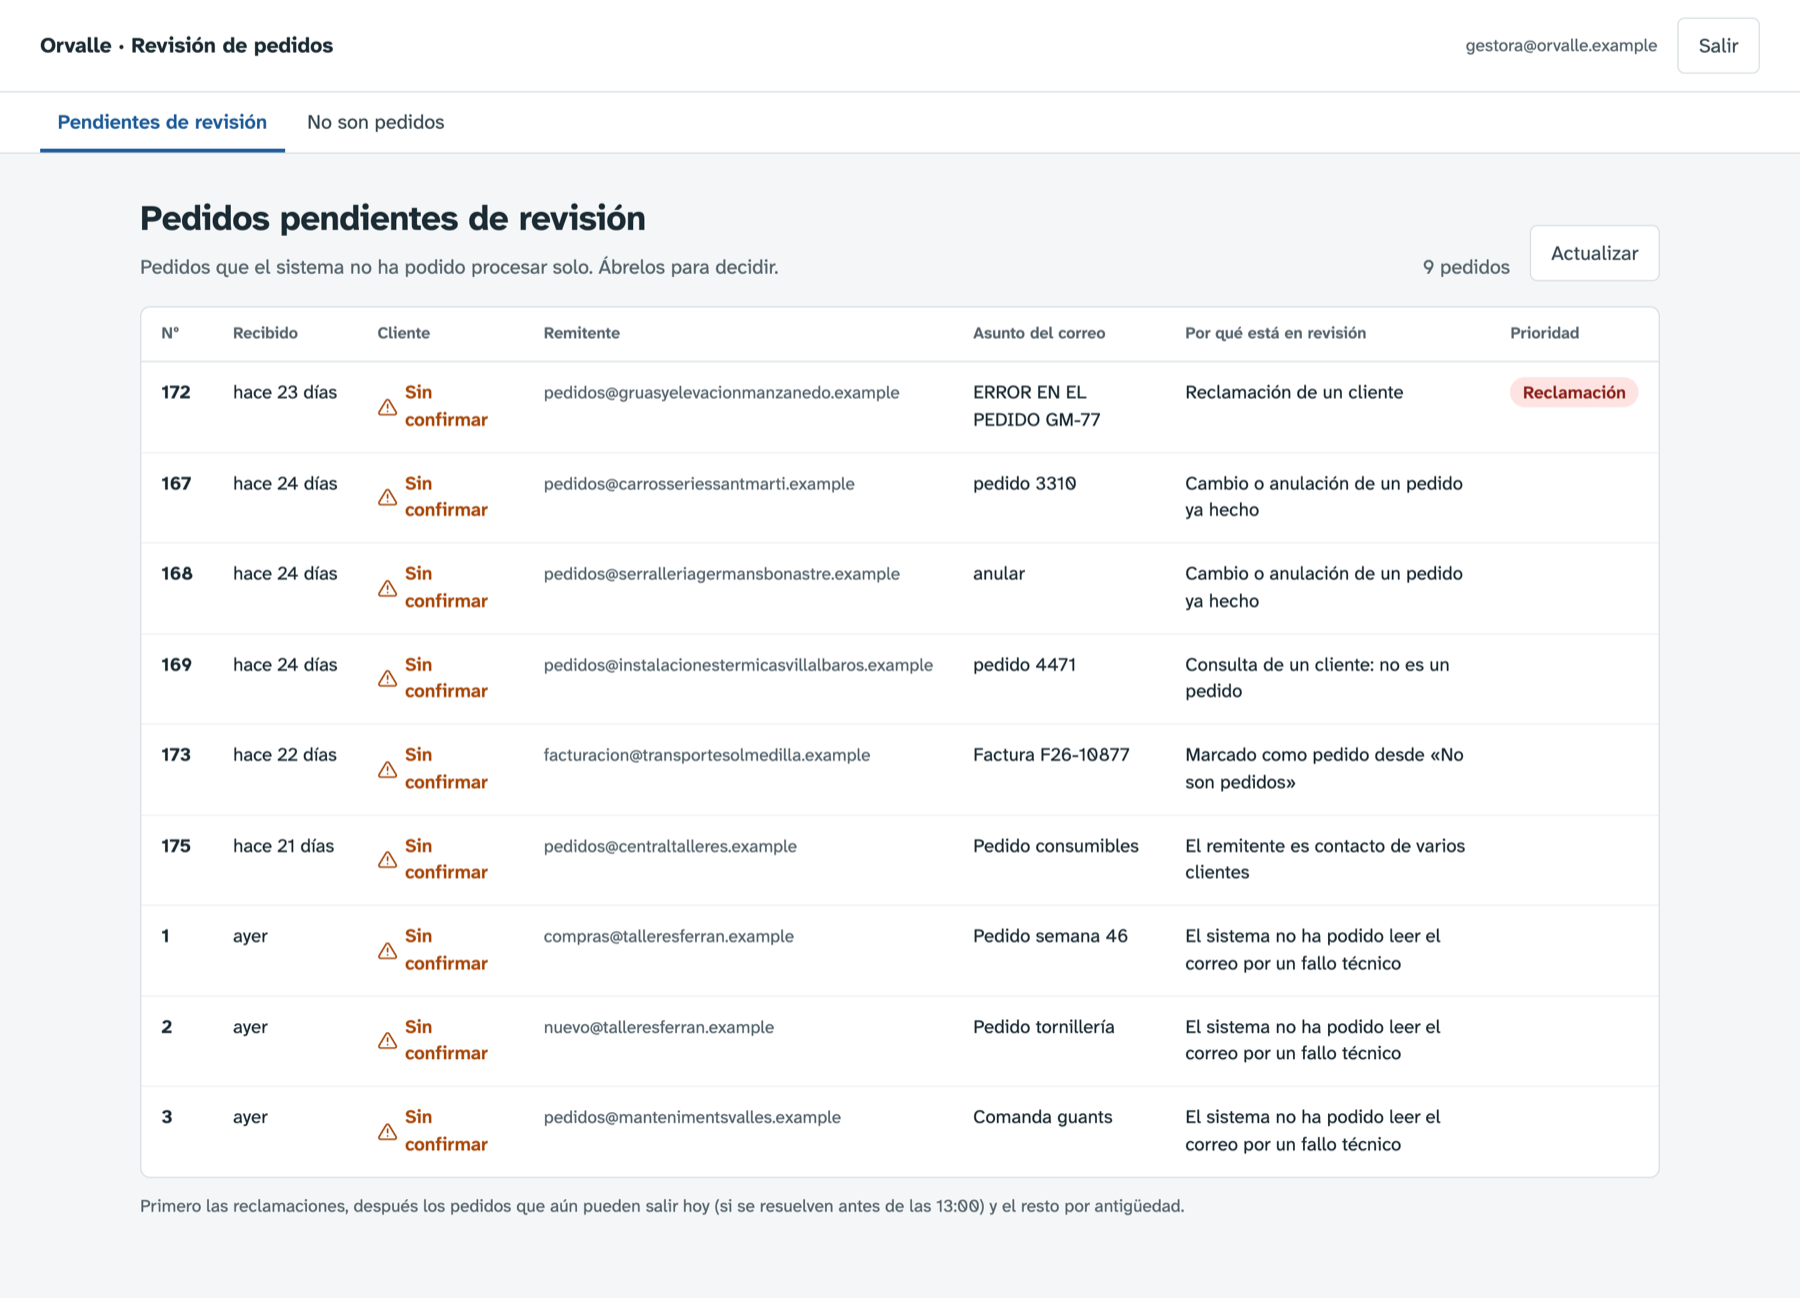 Orvalle · Revisión de pedidos
gestora@orvalle.example
Salir
Pendientes de revisión
No son pedidos
Pedidos pendientes de revisión
Pedidos que el sistema no ha podido procesar solo. Ábrelos para decidir.
9 pedidos
Actualizar
Nº Recibido Cliente Remitente Asunto del correo Por qué está en revisión Prioridad
172 hace 23 días Sin pedidos@gruasyelevacionmanzanedo.example ERROR EN EL Reclamación de un cliente Reclamación
confirmar PEDIDO GM-77
167 hace 24 días Sin pedidos@carrosseriessantmarti.example pedido 3310 Cambio o anulación de un pedido
confirmar ya hecho
168 hace 24 días Sin pedidos@serralleriagermansbonastre.example anular Cambio o anulación de un pedido
confirmar ya hecho
169 hace 24 días Sin pedidos@instalacionestermicasvillalbaros.example pedido 4471 Consulta de un cliente: no es un
confirmar pedido
173 hace 22 días Sin facturacion@transportesolmedilla.example Factura F26-10877 Marcado como pedido desde «No
confirmar son pedidos»
175 hace 21 días Sin pedidos@centraltalleres.example Pedido consumibles El remitente es contacto de varios
confirmar clientes
1 ayer Sin compras@talleresferran.example Pedido semana 46 El sistema no ha podido leer el
confirmar correo por un fallo técnico
2 ayer Sin nuevo@talleresferran.example Pedido tornillería El sistema no ha podido leer el
confirmar correo por un fallo técnico
3 ayer Sin pedidos@mantenimentsvalles.example Comanda guants El sistema no ha podido leer el
confirmar correo por un fallo técnico
Primero las reclamaciones, después los pedidos que aún pueden salir hoy (si se resuelven antes de las 13:00) y el resto por antigüedad.